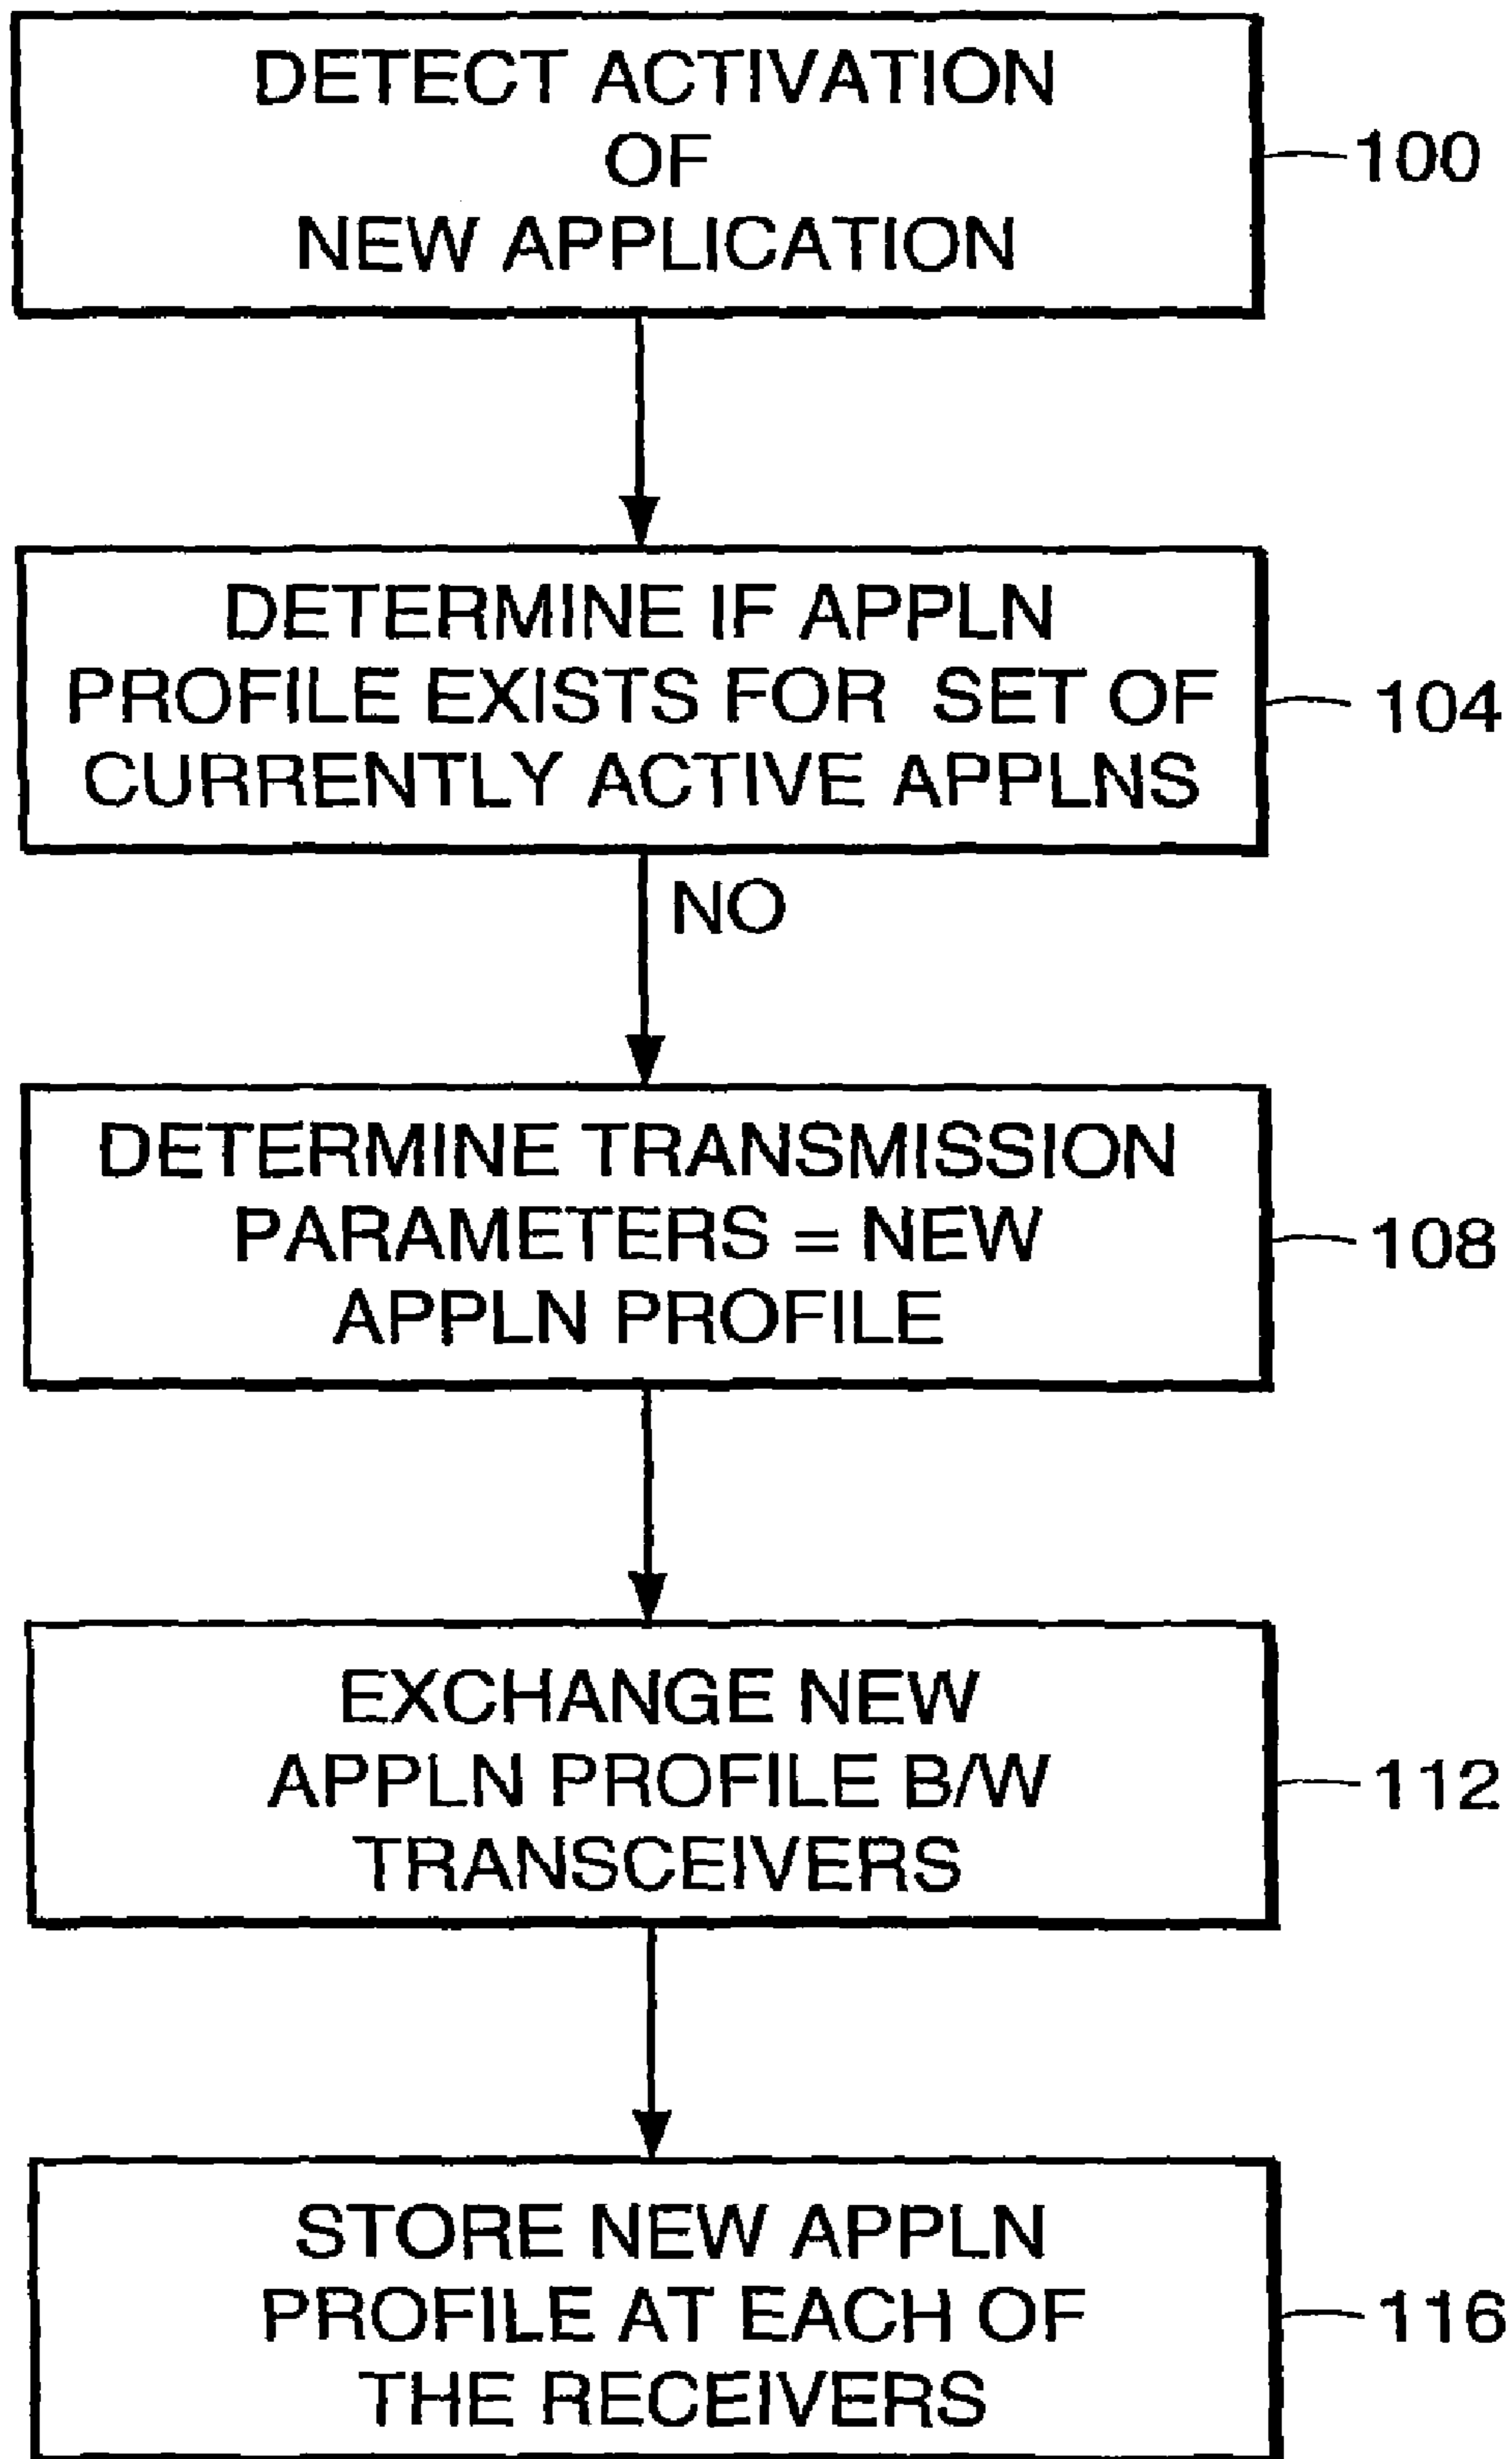 DETECT ACTIVATION
OF
NEW APPLICATION
100
DETERMINE IF APPLN
PROFILE EXISTS FOR SET OF
CURRENTLY ACTIVE APPLNS
104
NO
DETERMINE TRANSMISSION
PARAMETERS = NEW
APPLN PROFILE
108
EXCHANGE NEW
APPLN PROFILE B/W
TRANSCEIVERS
112
STORE NEW APPLN
PROFILE AT EACH OF
THE RECEIVERS
116